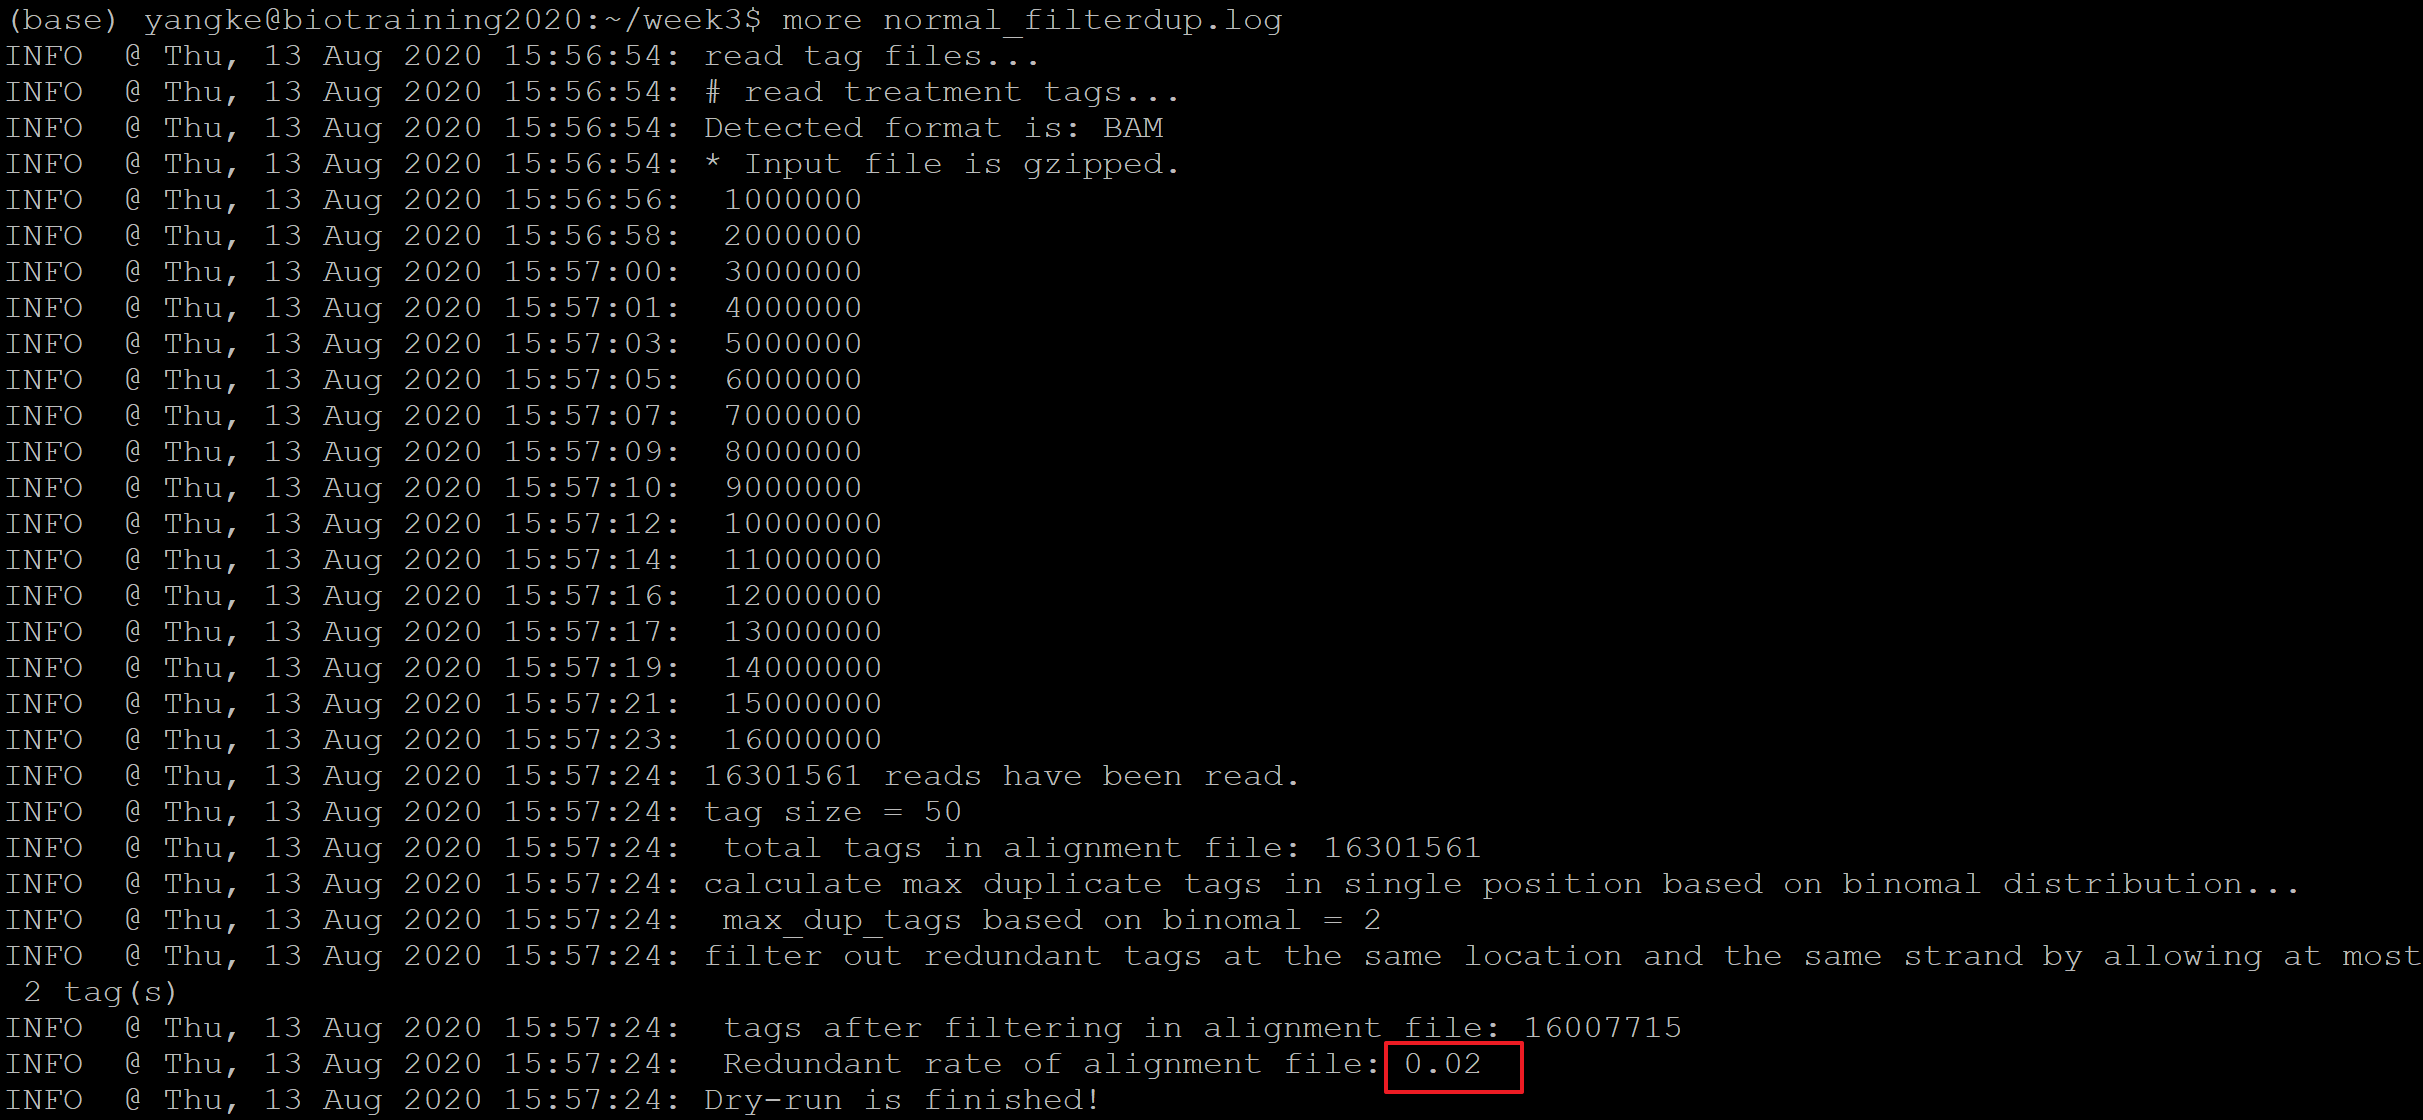 (base) yangke@biotraining2020:~/week3$ more normal_filterdup.log
INFO  @ Thu, 13 Aug 2020 15:56:54: read tag files...
INFO  @ Thu, 13 Aug 2020 15:56:54: # read treatment tags...
INFO  @ Thu, 13 Aug 2020 15:56:54: Detected format is: BAM
INFO  @ Thu, 13 Aug 2020 15:56:54: * Input file is gzipped.
INFO  @ Thu, 13 Aug 2020 15:56:56:  1000000
INFO  @ Thu, 13 Aug 2020 15:56:58:  2000000
INFO  @ Thu, 13 Aug 2020 15:57:00:  3000000
INFO  @ Thu, 13 Aug 2020 15:57:01:  4000000
INFO  @ Thu, 13 Aug 2020 15:57:03:  5000000
INFO  @ Thu, 13 Aug 2020 15:57:05:  6000000
INFO  @ Thu, 13 Aug 2020 15:57:07:  7000000
INFO  @ Thu, 13 Aug 2020 15:57:09:  8000000
INFO  @ Thu, 13 Aug 2020 15:57:10:  9000000
INFO  @ Thu, 13 Aug 2020 15:57:12:  10000000
INFO  @ Thu, 13 Aug 2020 15:57:14:  11000000
INFO  @ Thu, 13 Aug 2020 15:57:16:  12000000
INFO  @ Thu, 13 Aug 2020 15:57:17:  13000000
INFO  @ Thu, 13 Aug 2020 15:57:19:  14000000
INFO  @ Thu, 13 Aug 2020 15:57:21:  15000000
INFO  @ Thu, 13 Aug 2020 15:57:23:  16000000
INFO  @ Thu, 13 Aug 2020 15:57:24: 16301561 reads have been read.
INFO  @ Thu, 13 Aug 2020 15:57:24: tag size = 50
INFO  @ Thu, 13 Aug 2020 15:57:24:  total tags in alignment file: 16301561
INFO  @ Thu, 13 Aug 2020 15:57:24: calculate max duplicate tags in single position based on binomal distribution...
INFO  @ Thu, 13 Aug 2020 15:57:24:  max_dup_tags based on binomal = 2
INFO  @ Thu, 13 Aug 2020 15:57:24: filter out redundant tags at the same location and the same strand by allowing at most
 2 tag(s)
INFO  @ Thu, 13 Aug 2020 15:57:24:  tags after filtering in alignment file: 16007715
INFO  @ Thu, 13 Aug 2020 15:57:24:  Redundant rate of alignment file: 0.02
INFO  @ Thu, 13 Aug 2020 15:57:24: Dry-run is finished!